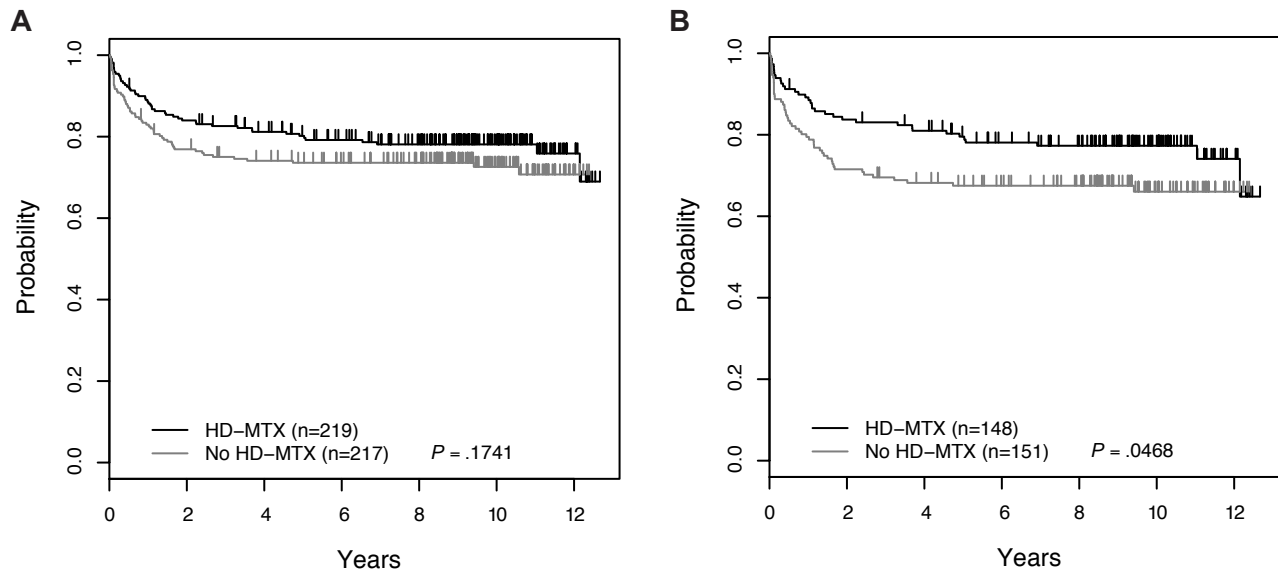 A
Probability
1.0
0.8
0.6
0.4
0.2
0.0
HD−MTX (n=219)
No HD−MTX (n=217) P = .1741
0 2 4 6 8 10 12
Years
B
Probability
1.0
0.8
0.6
0.4
0.2
0.0
HD−MTX (n=148)
No HD−MTX (n=151) P = .0468
0 2 4 6 8 10 12
Years